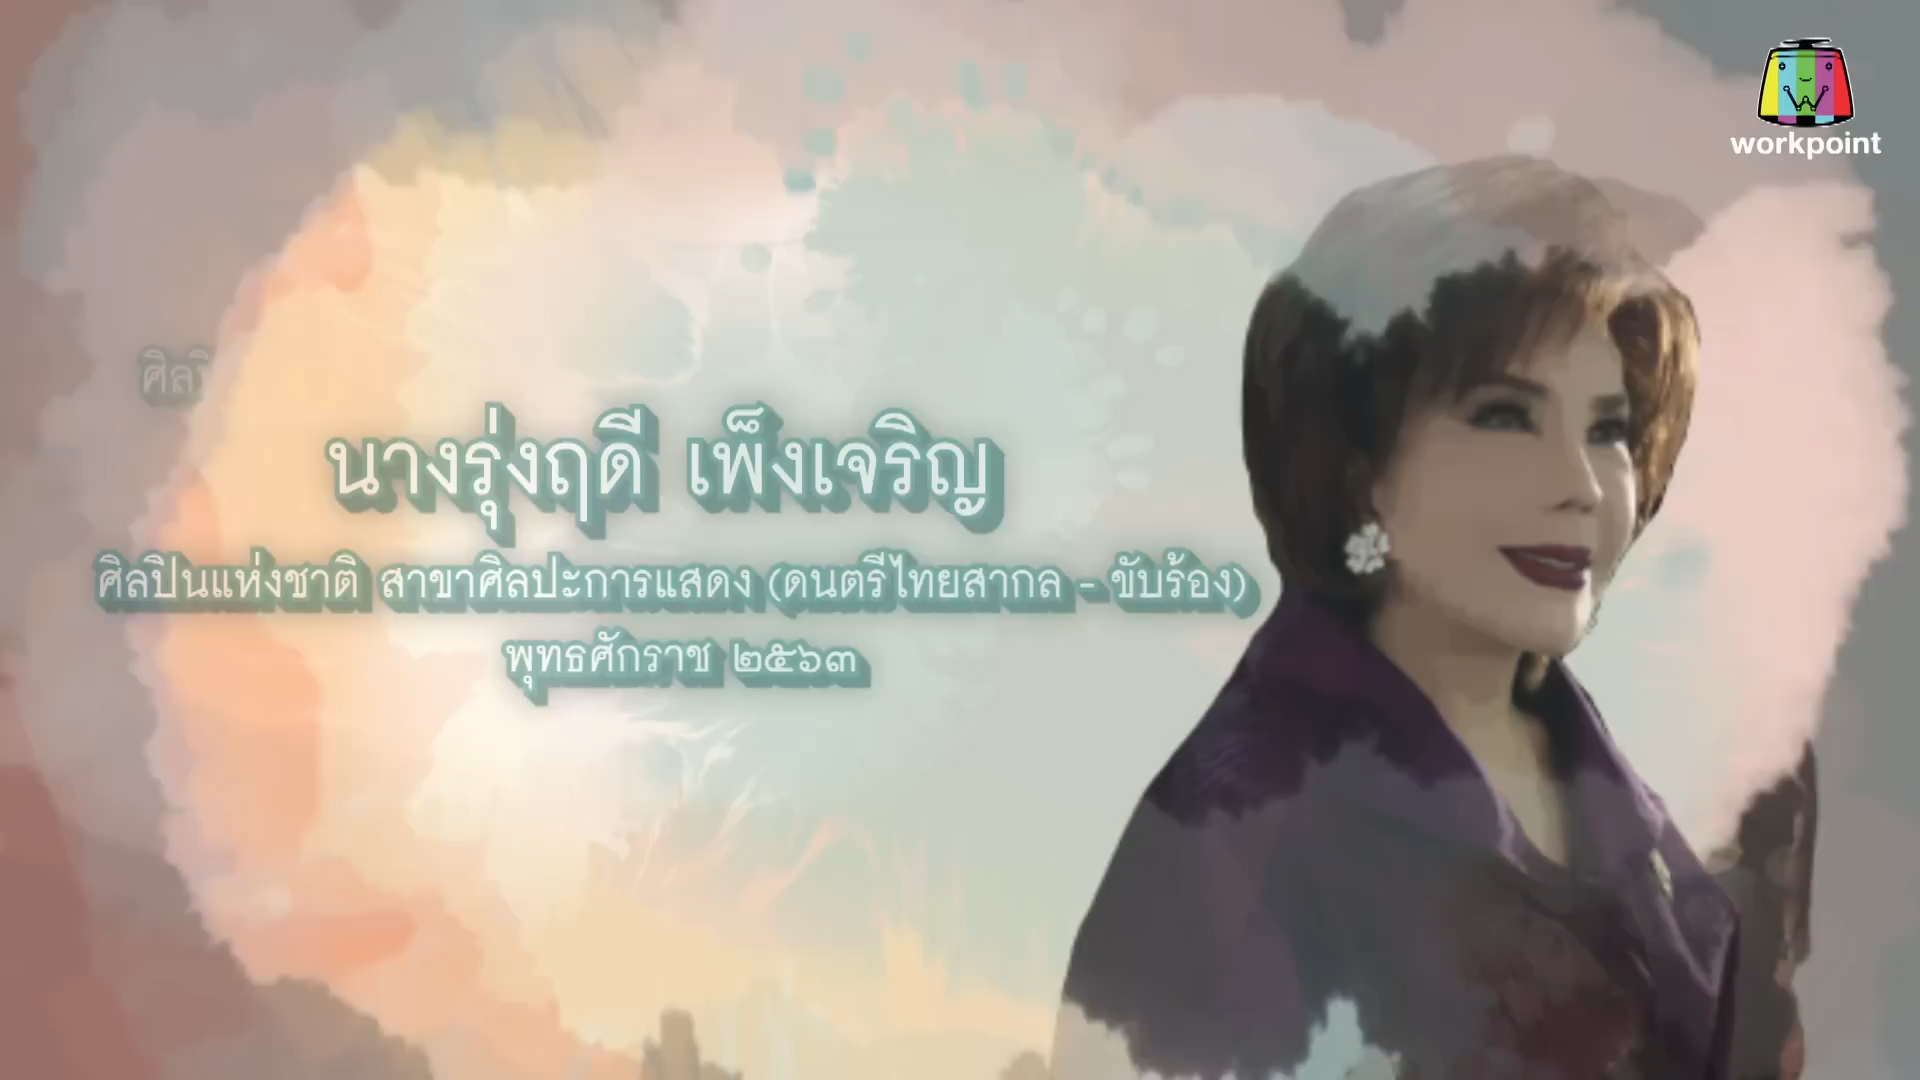 workpoint
นางรุ่งฤดี เพ็งเจริญ
ศิลปินแห่งชาติ สาขาศิลปะการแสดง (ดนตรีไทยสากล - ขับร้อง)
พุทธศักราช ๒๕๖๓